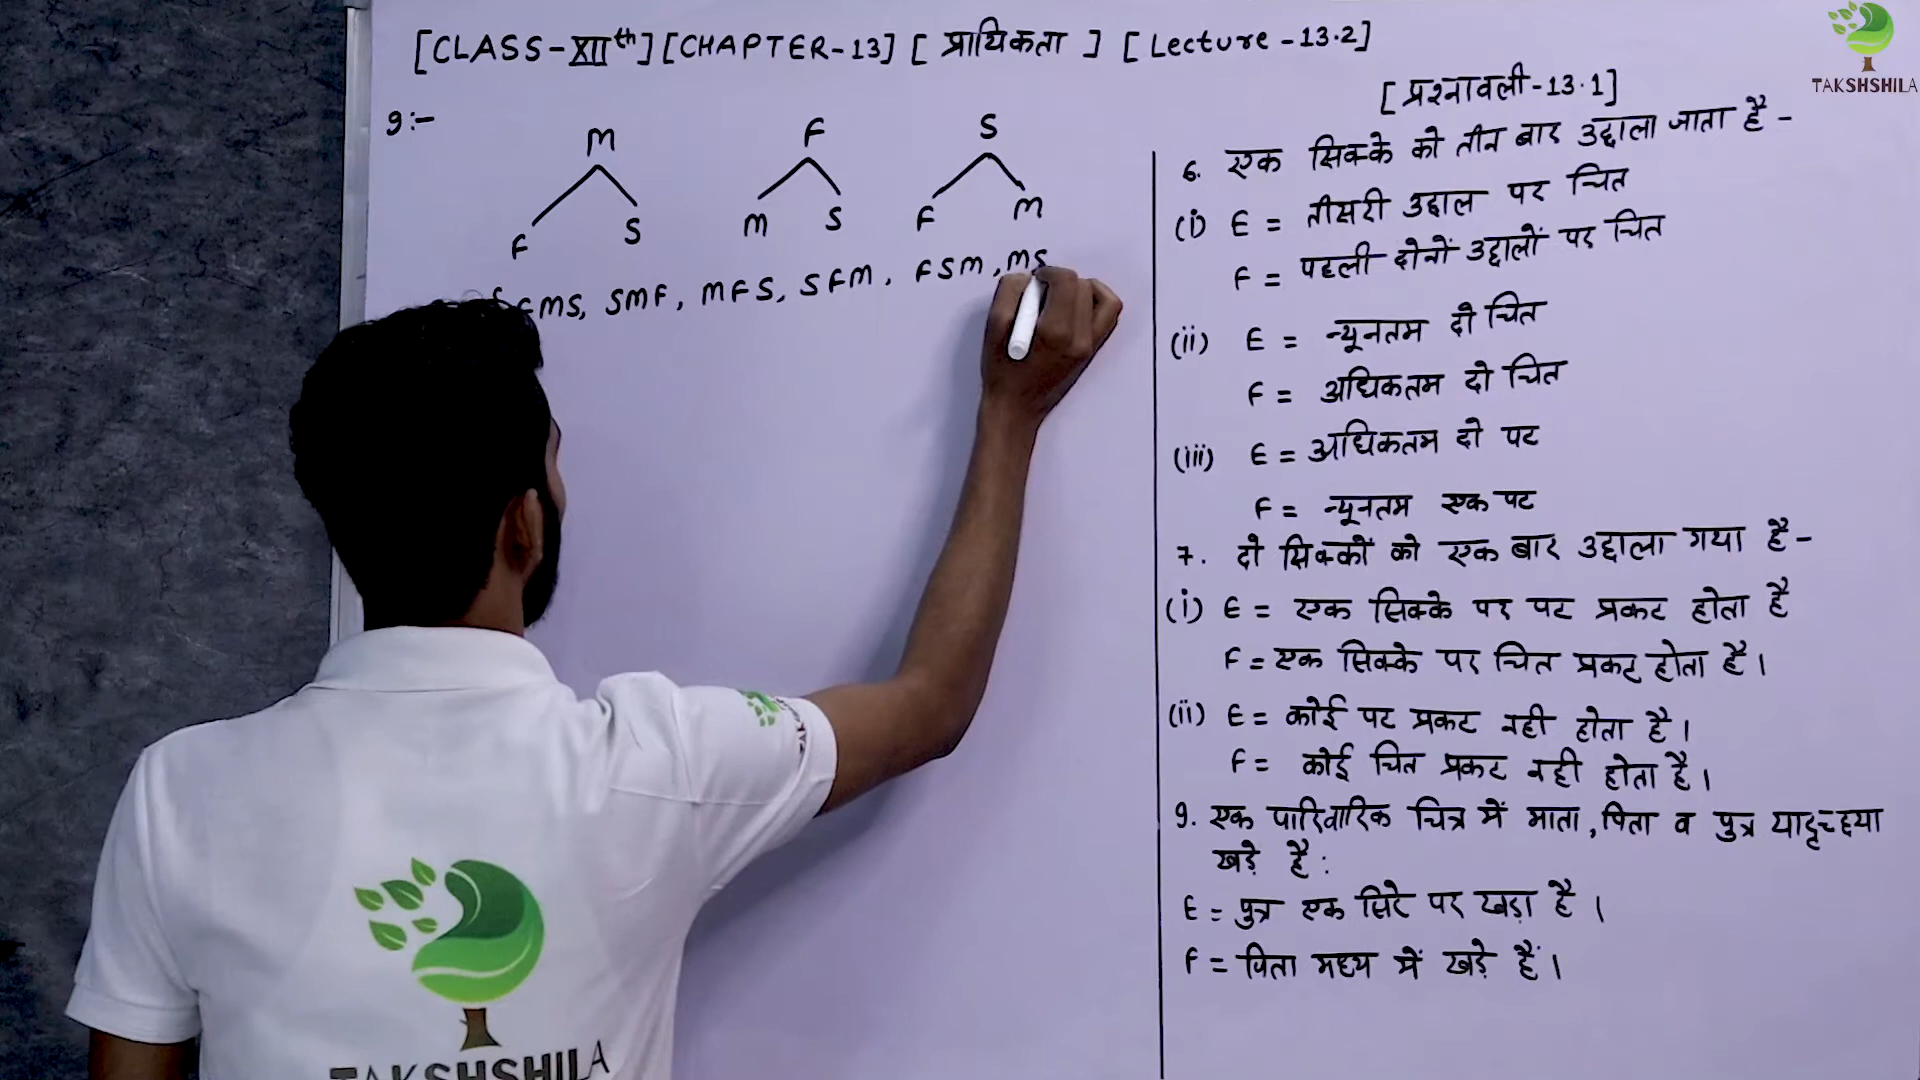 [CLASS-XIIth] [CHAPTER-13] [प्रायिकता] [Lecture-13.2]
TAKSHSHILA
[प्रश्नावली-13.1]
9:-
M F S
F S M S F M
FMS, SMF, MFS, SFM, FSM, MS
6. एक सिक्के को तीन बार उछाला जाता है -
(i) E = तीसरी उछाल पर चित
F = पहली दोनों उछालों पर चित
(ii) E = न्यूनतम दो चित
F = अधिकतम दो चित
(iii) E = अधिकतम दो पट
F = न्यूनतम एक पट
7. दो सिक्कों को एक बार उछाला गया है -
(i) E = एक सिक्के पर पट प्रकट होता है
F = एक सिक्के पर चित प्रकट होता है।
(ii) E = कोई पट प्रकट नही होता है।
F = कोई चित प्रकट नही होता है।
9. एक पारिवारिक चित्र में माता, पिता व पुत्र यादृच्छया
खड़े है:
E = पुत्र एक सिरे पर खड़ा है।
F = पिता मध्य में खड़े हैं।
TAKSHSHILA